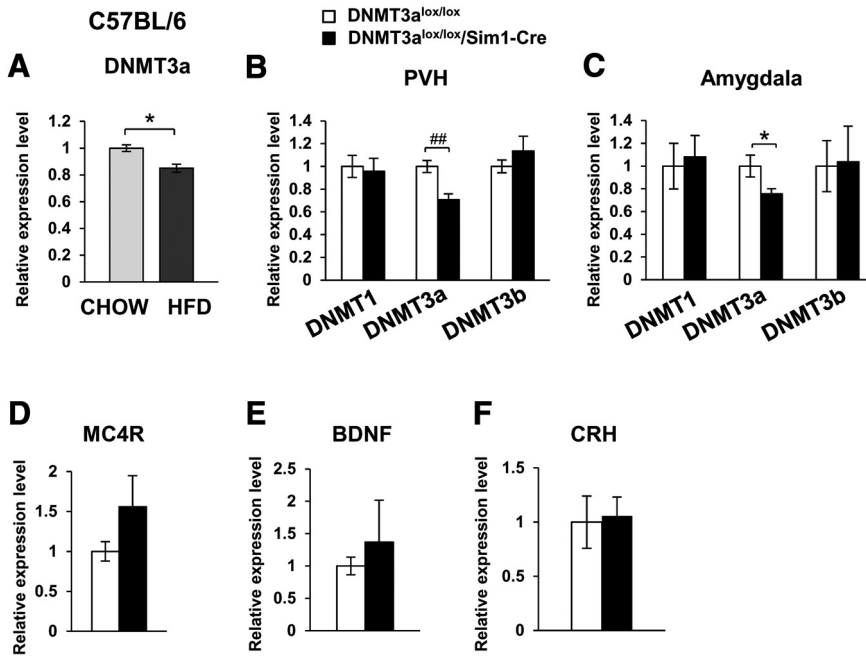 C57BL/6
DNMT3a^lox/lox
DNMT3a^lox/lox/Sim1-Cre
A
DNMT3a
Relative expression level
1.2
1
0.8
0.6
0.4
0.2
0
*
CHOW HFD
B
PVH
Relative expression level
1.4
1.2
1
0.8
0.6
0.4
0.2
0
##
DNMT1
DNMT3a
DNMT3b
C
Amygdala
Relative expression level
1.4
1.2
1
0.8
0.6
0.4
0.2
0
*
DNMT1
DNMT3a
DNMT3b
D
MC4R
Relative expression level
2
1.5
1
0.5
0
E
BDNF
Relative expression level
2.5
2
1.5
1
0.5
0
F
CRH
Relative expression level
1.5
1
0.5
0